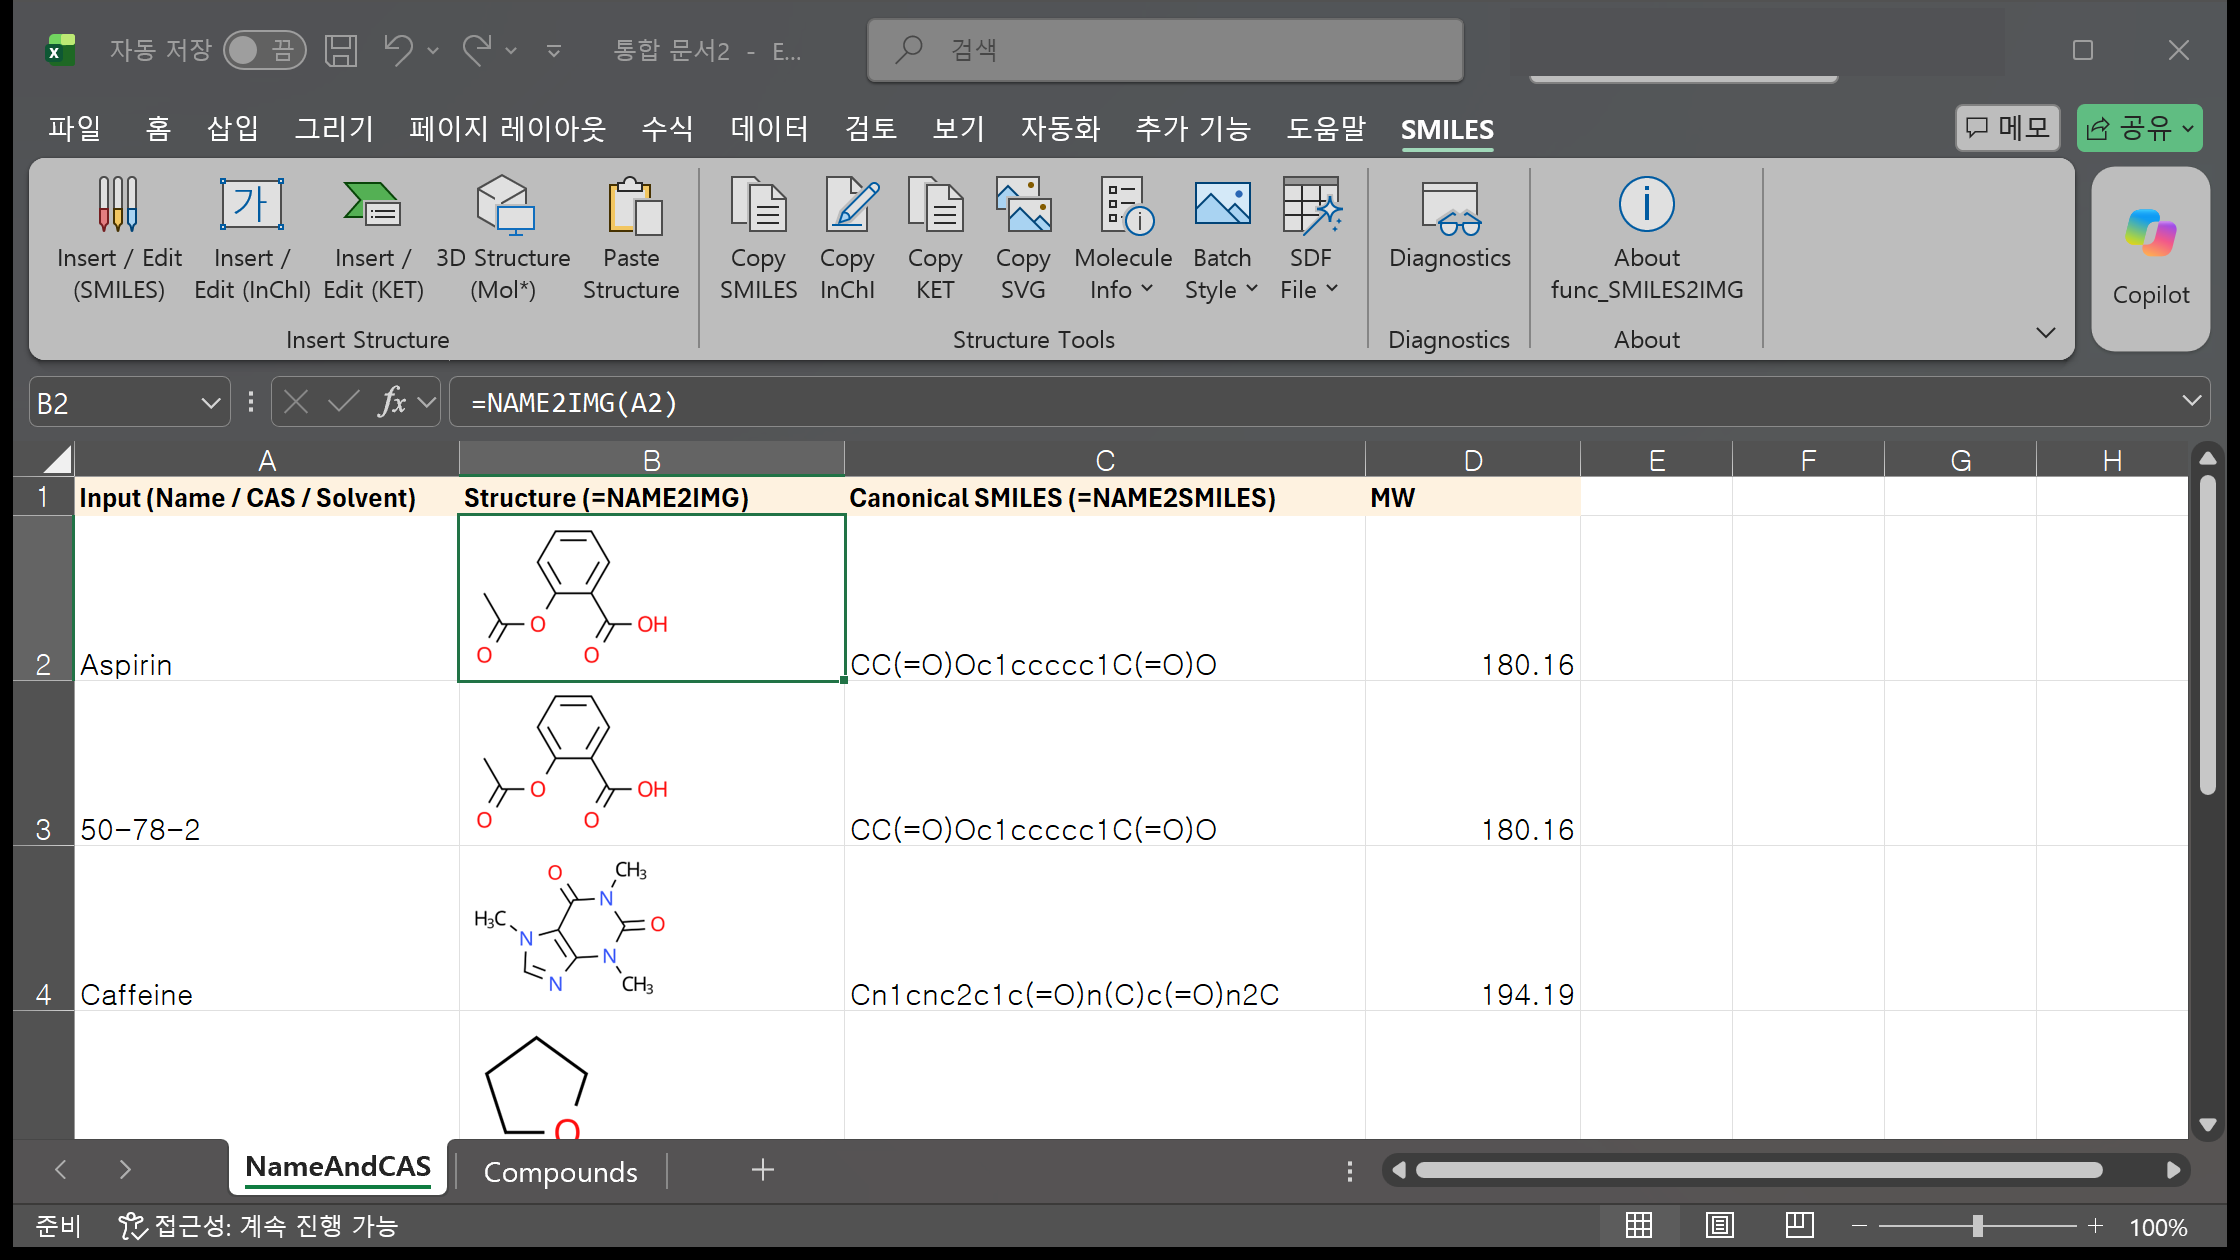 자동 저장 끔 통합 문서2 - E... 검색
파일 홈 삽입 그리기 페이지 레이아웃 수식 데이터 검토 보기 자동화 추가 기능 도움말 SMILES 메모 공유
가
Insert / Edit (SMILES)
Insert / Edit (InChI)
Insert / Edit (KET)
3D Structure (Mol*)
Paste Structure
Copy SMILES
Copy InChI
Copy KET
Copy SVG
Molecule Info
Batch Style
SDF File
Diagnostics
About func_SMILES2IMG
Copilot
Insert Structure
Structure Tools
Diagnostics
About
B2 fx =NAME2IMG(A2)
A B C D E F G H
1 Input (Name / CAS / Solvent) Structure (=NAME2IMG) Canonical SMILES (=NAME2SMILES) MW
O OH
O O
2 Aspirin CC(=O)Oc1ccccc1C(=O)O 180.16
O OH
O O
3 50-78-2 CC(=O)Oc1ccccc1C(=O)O 180.16
O CH3
N
H3C O
N N
N CH3
4 Caffeine Cn1cnc2c1c(=O)n(C)c(=O)n2C 194.19
O
NameAndCAS Compounds
준비 접근성: 계속 진행 가능 100%